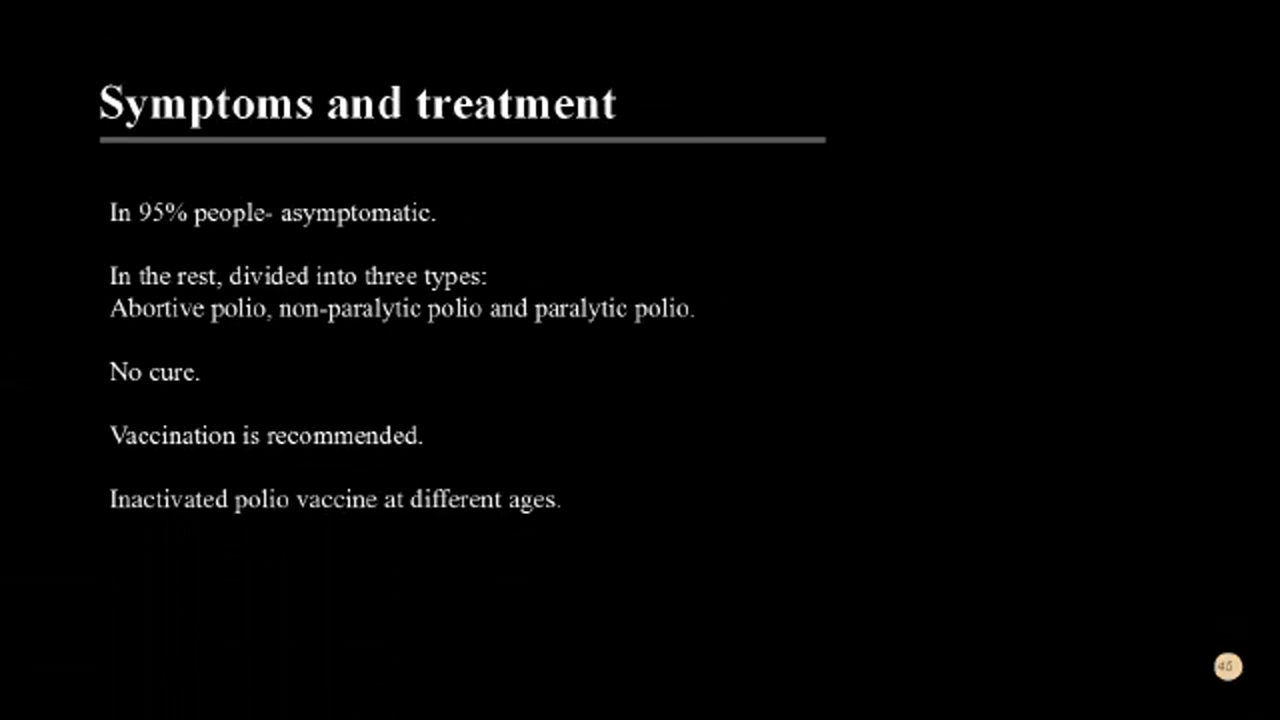 Symptoms and treatment
In 95% people- asymptomatic.
In the rest, divided into three types:
Abortive polio, non-paralytic polio and paralytic polio.
No cure.
Vaccination is recommended.
Inactivated polio vaccine at different ages.
45